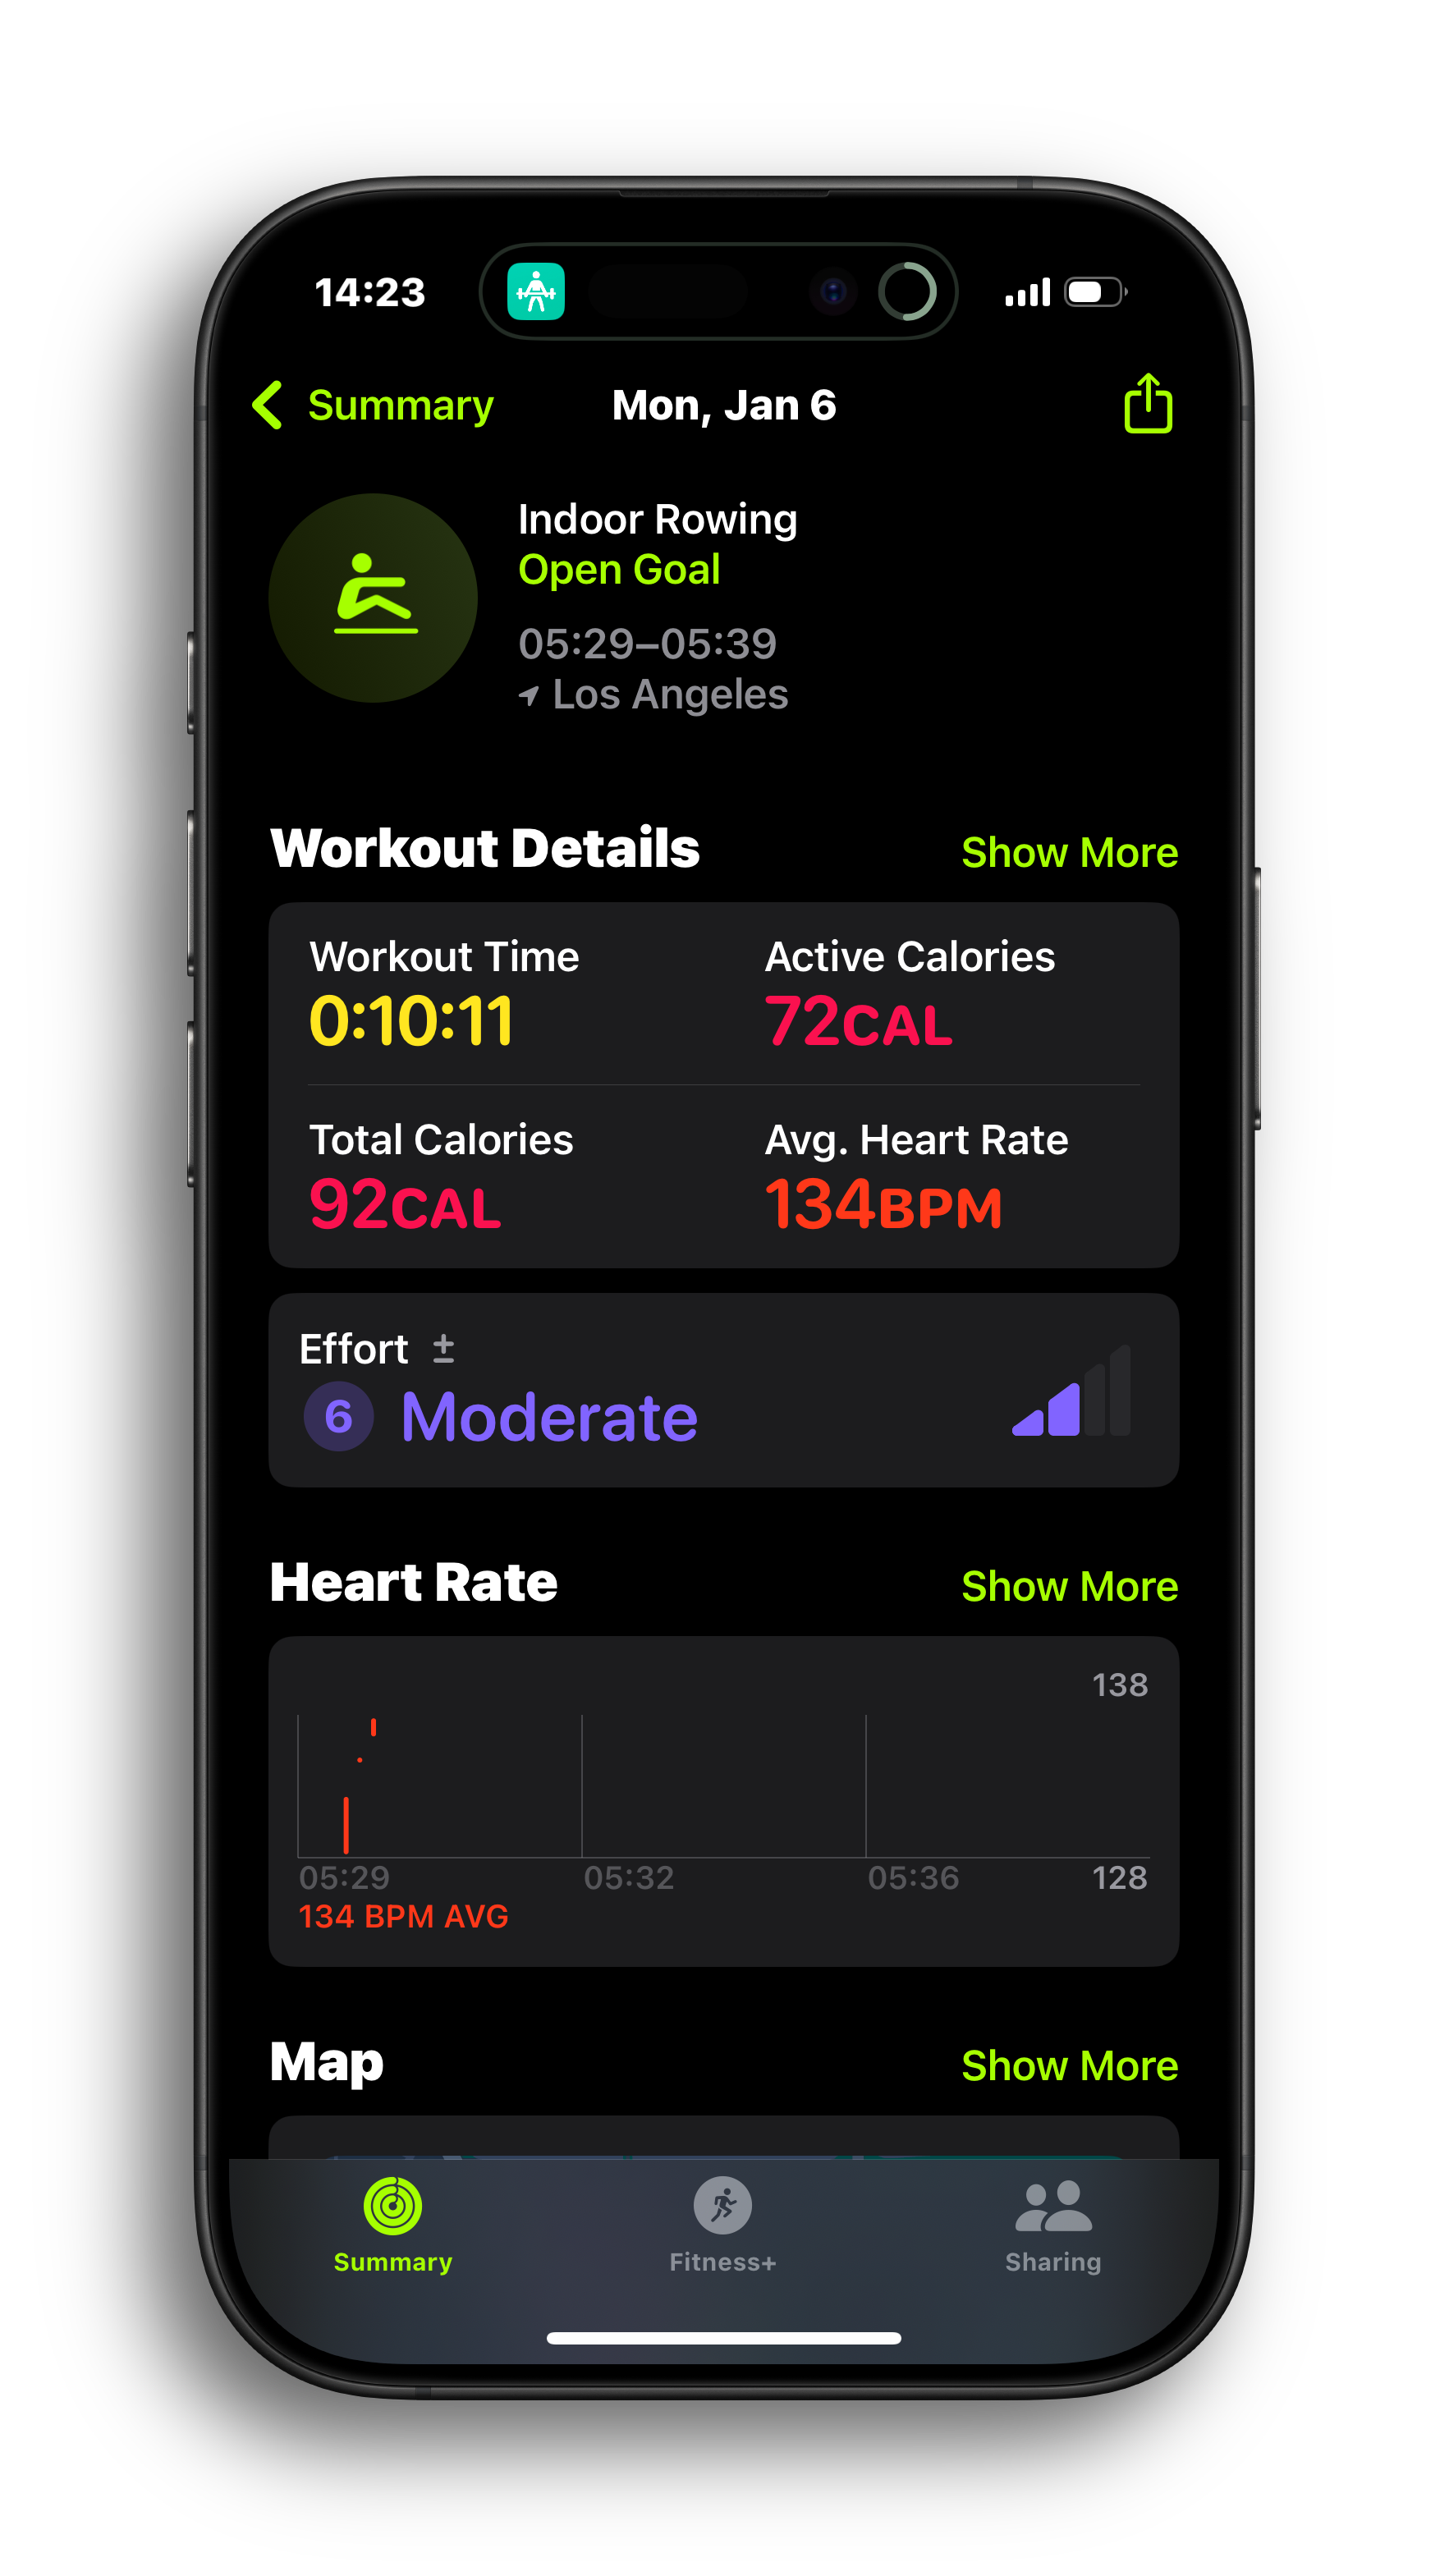 14:23
Summary
Mon, Jan 6
Indoor Rowing
Open Goal
05:29–05:39
Los Angeles
Workout Details
Show More
Workout Time
Active Calories
0:10:11
72CAL
Total Calories
Avg. Heart Rate
92CAL
134BPM
Effort ±
6 Moderate
Heart Rate
Show More
138
05:29 05:32 05:36 128
134 BPM AVG
Map
Show More
Summary
Fitness+
Sharing